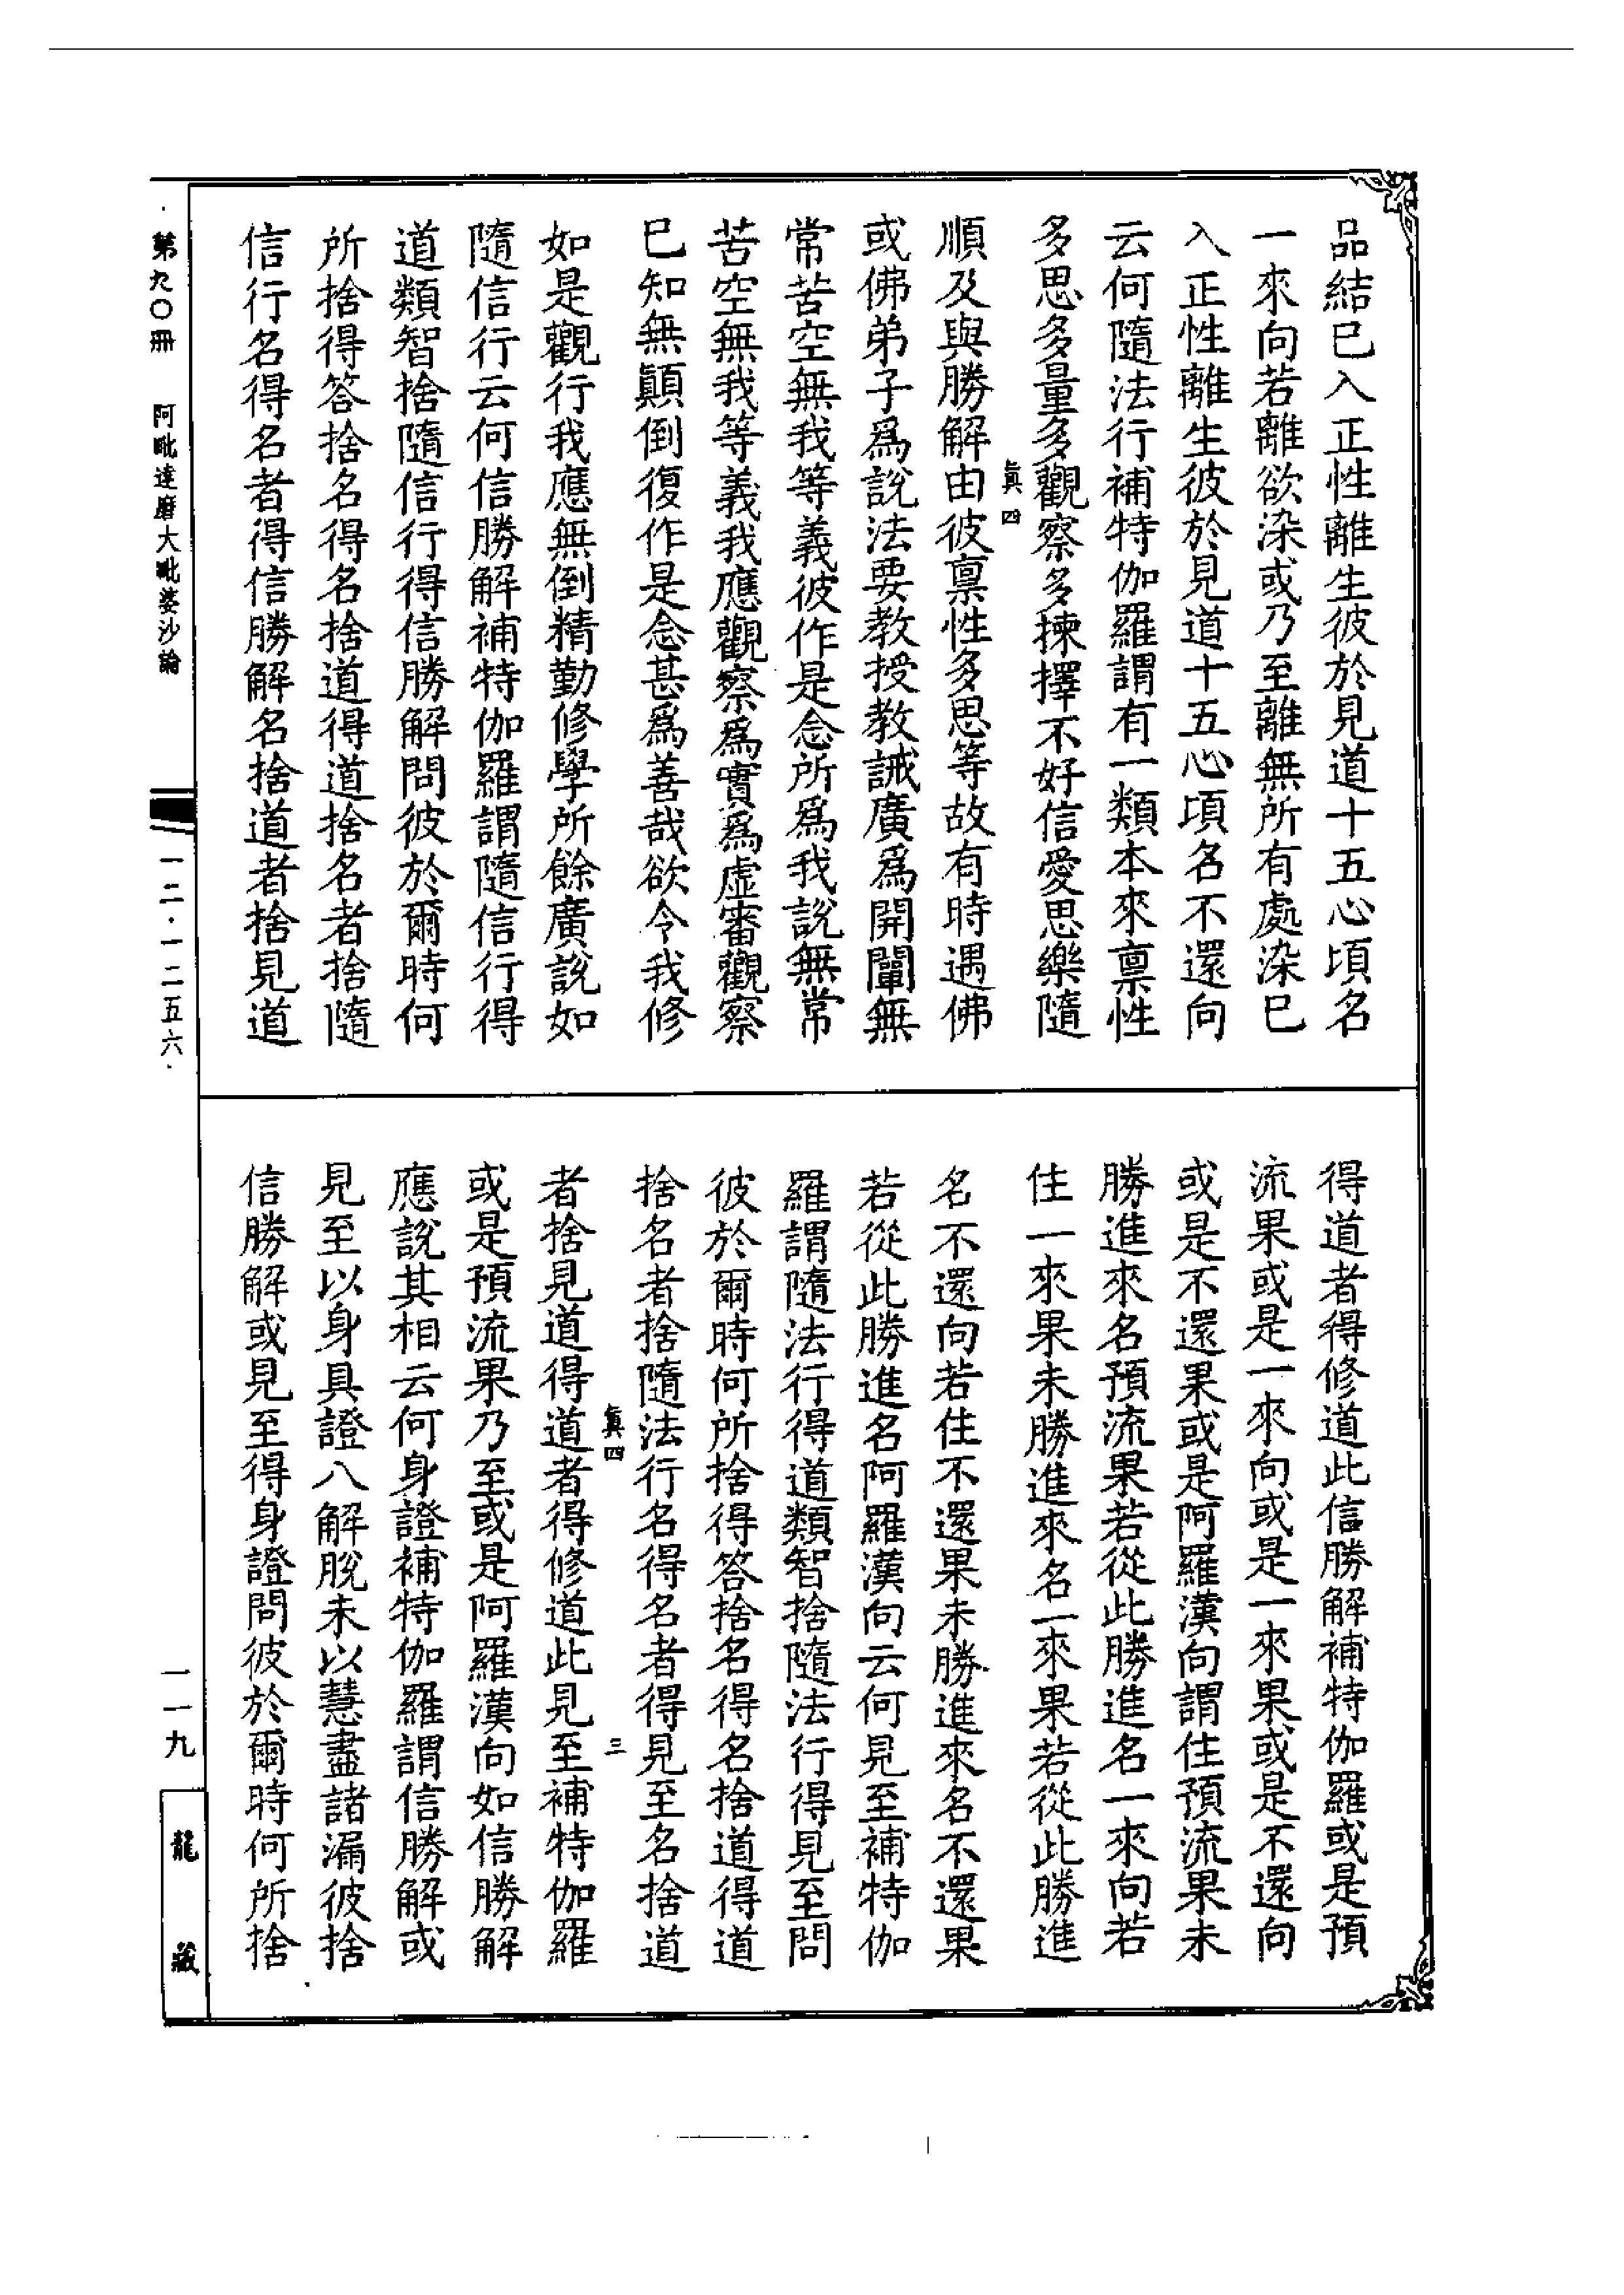 品結已入正性離生彼於見道十五心頃名
一來向若離欲染或乃至離無所有處染已
入正性離生彼於見道十五心頃名不還向
云何隨法行補特伽羅謂有一類本來禀性
多思多量多觀察多揀擇不好信愛思樂隨
眞四
順及與勝解由彼禀性多思等故有時遇佛
或佛弟子爲說法要教授教誡廣爲開闡無
常苦空無我等義彼作是念所爲我說無常
苦空無我等義我應觀察爲實爲虛審觀察
已知無顚倒復作是念甚爲善哉欲令我修
如是觀行我應無倒精勤修學所餘廣說如
隨信行云何信勝解補特伽羅謂隨信行得
道類智捨隨信行得信勝解問彼於爾時何
所捨得答捨名得名捨道得道捨名者捨隨
信行名得名者得信勝解名捨道者捨見道
得道者得修道此信勝解補特伽羅或是預
流果或是一來向或是一來果或是不還向
或是不還果或是阿羅漢向謂住預流果未
勝進來名預流果若從此勝進名一來向若
住一來果未勝進來名一來果若從此勝進
名不還向若住不還果未勝進來名不還果
若從此勝進名阿羅漢向云何見至補特伽
羅謂隨法行得道類智捨隨法行得見至問
彼於爾時何所捨得答捨名得名捨道得道
捨名者捨隨法行名得名者得見至名捨道
眞四 三
者捨見道得道者得修道此見至補特伽羅
或是預流果乃至或是阿羅漢向如信勝解
應說其相云何身證補特伽羅謂信勝解或
見至以身具證八解脫未以慧盡諸漏彼捨
信勝解或見至得身證問彼於爾時何所捨
第九〇冊 阿毗達磨大毗婆沙論
一二·一二五六·
一一九
龍藏